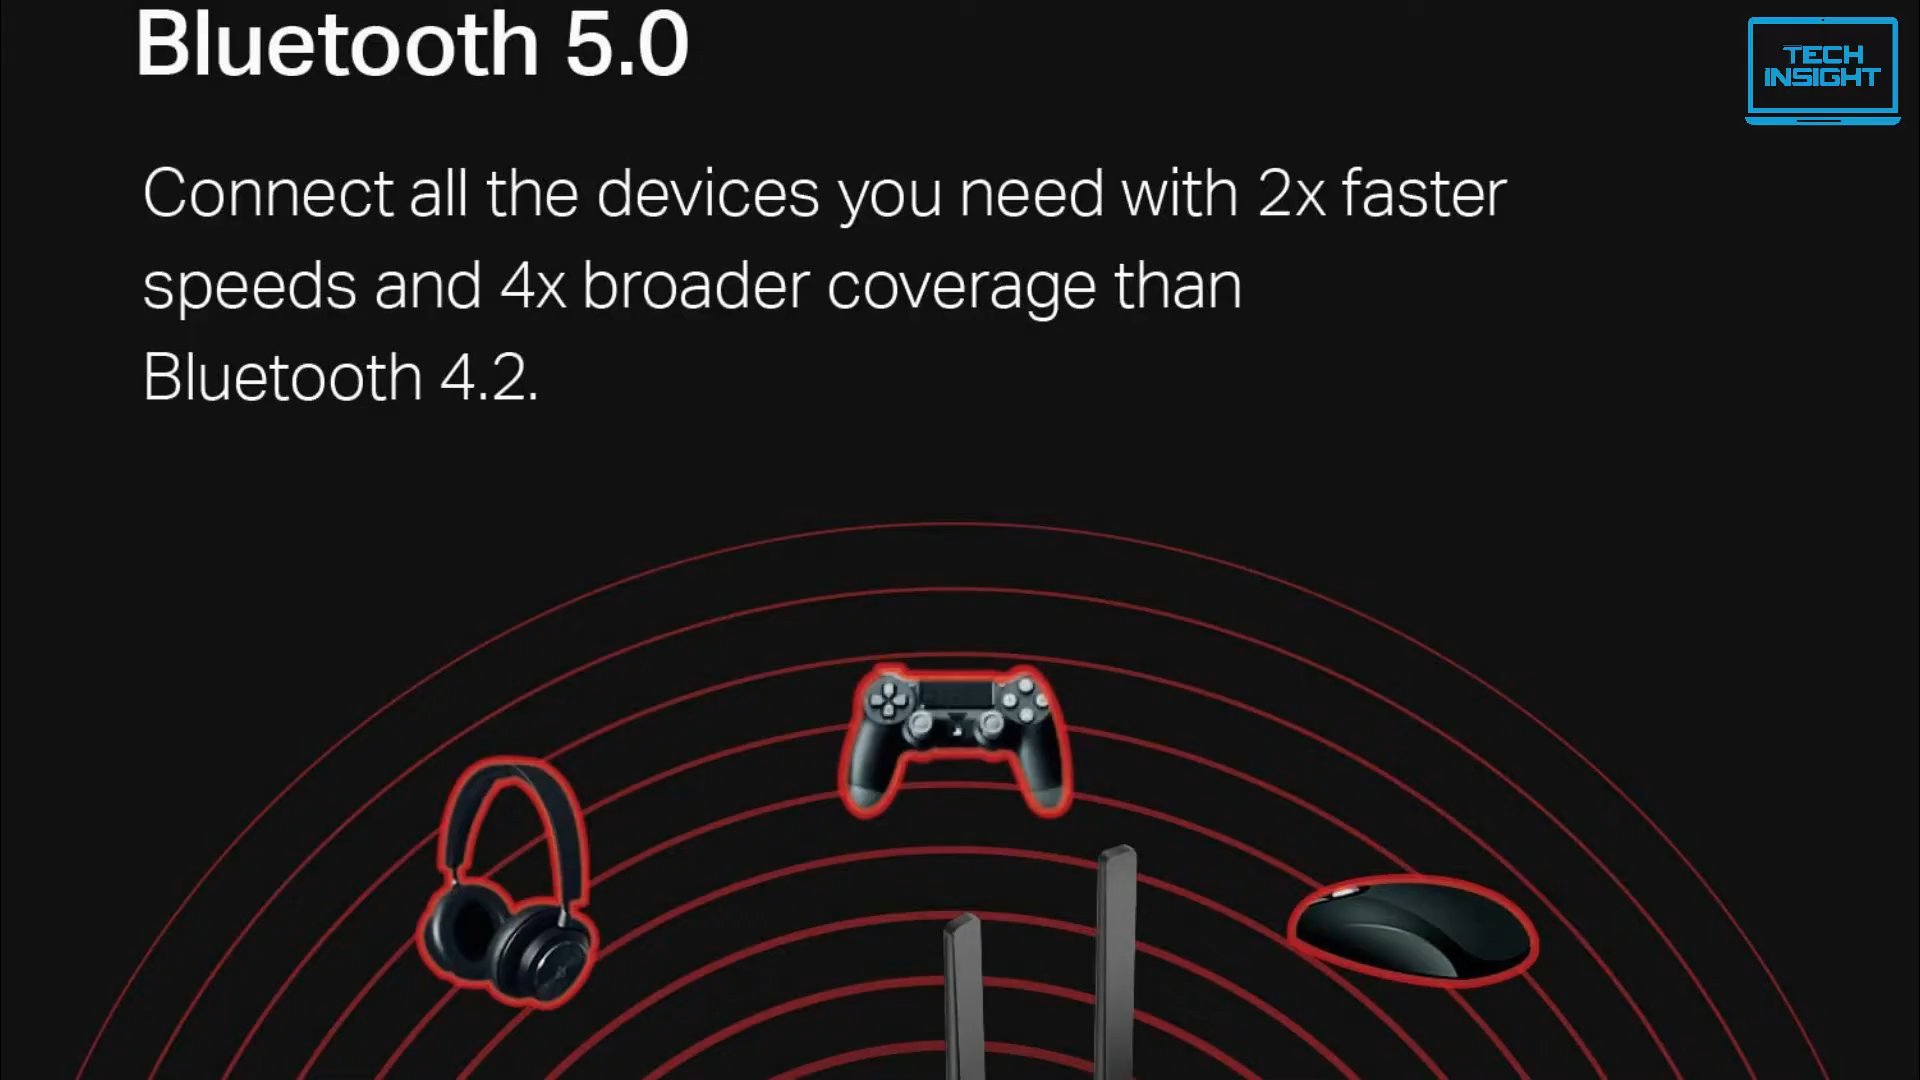 Bluetooth 5.0
TECH
INSIGHT
Connect all the devices you need with 2x faster
speeds and 4x broader coverage than
Bluetooth 4.2.